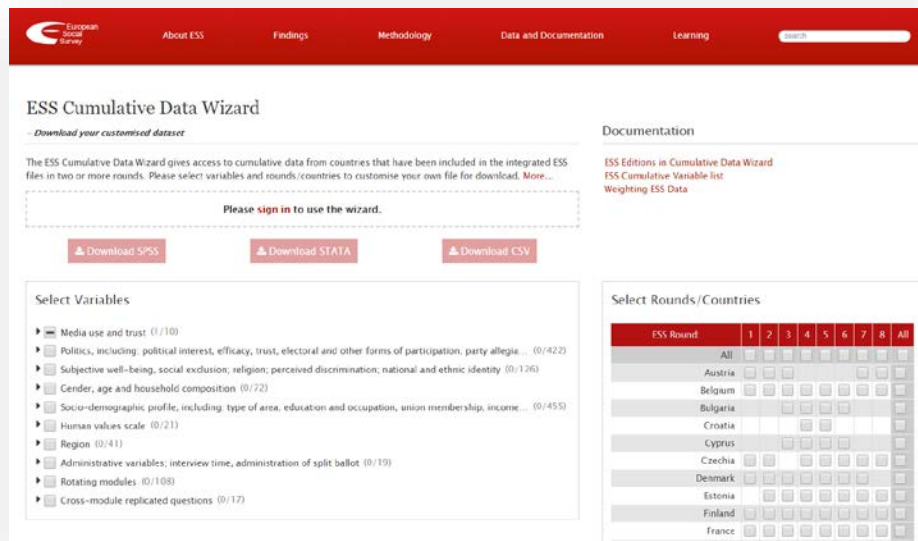 European
Social
Survey
About ESS
Findings
Methodology
Data and Documentation
Learning
search
ESS Cumulative Data Wizard
– Download your customised dataset
The ESS Cumulative Data Wizard gives access to cumulative data from countries that have been included in the integrated ESS
files in two or more rounds. Please select variables and rounds/countries to customise your own file for download. More...
Please sign in to use the wizard.
Download SPSS
Download STATA
Download CSV
Documentation
ESS Editions in Cumulative Data Wizard
ESS Cumulative Variable list
Weighting ESS Data
Select Variables
Media use and trust (1/10)
Politics, including: political interest, efficacy, trust, electoral and other forms of participation, party allegia... (0/422)
Subjective well-being, social exclusion; religion; perceived discrimination; national and ethnic identity (0/126)
Gender, age and household composition (0/72)
Socio-demographic profile, including: type of area, education and occupation, union membership, income... (0/455)
Human values scale (0/21)
Region (0/41)
Administrative variables; interview time, administration of split ballot (0/19)
Rotating modules (0/108)
Cross-module replicated questions (0/17)
Select Rounds/Countries
ESS Round 1 2 3 4 5 6 7 8 All
All
Austria
Belgium
Bulgaria
Croatia
Cyprus
Czechia
Denmark
Estonia
Finland
France